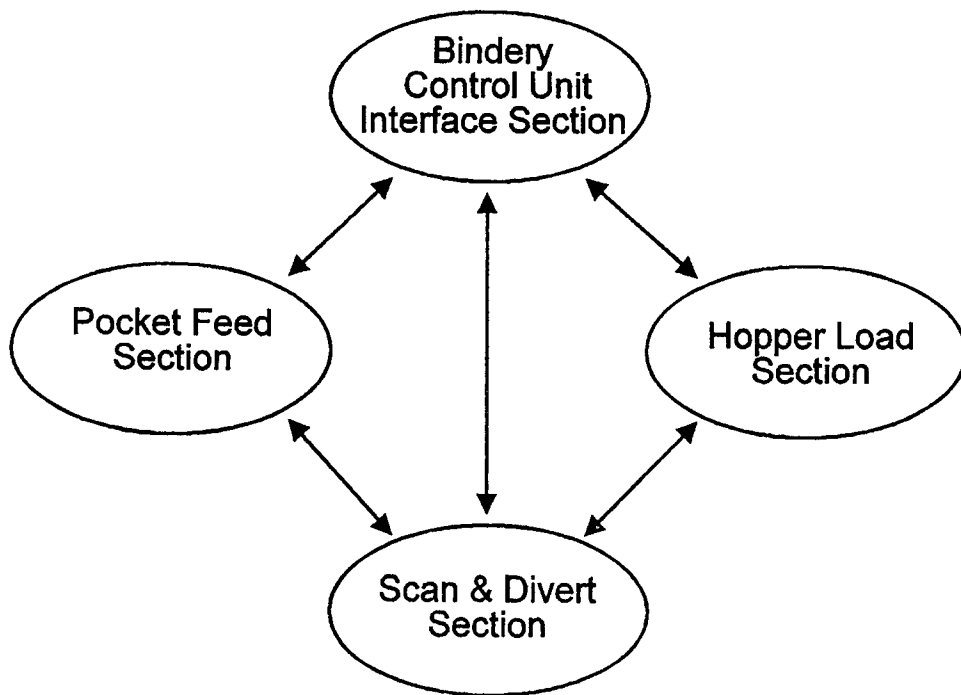 Bindery
Control Unit
Interface Section
Pocket Feed
Section
Hopper Load
Section
Scan & Divert
Section